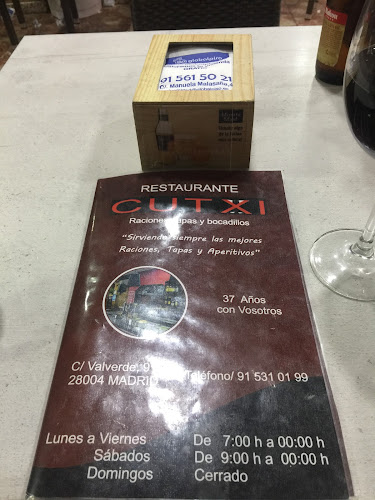 91 561 50 21
C/ Manuela Malasaña, 4
RESTAURANTE
CUTXI
Raciones, tapas y bocadillos
“Sirviendo siempre las mejores
Raciones, Tapas y Aperitivos”
37 Años
con Vosotros
C/ Valverde, 9
28004 MADRID Teléfono/ 91 531 01 99
Lunes a Viernes De 7:00 h a 00:00 h
Sábados De 9:00 h a 00:00 h
Domingos Cerrado